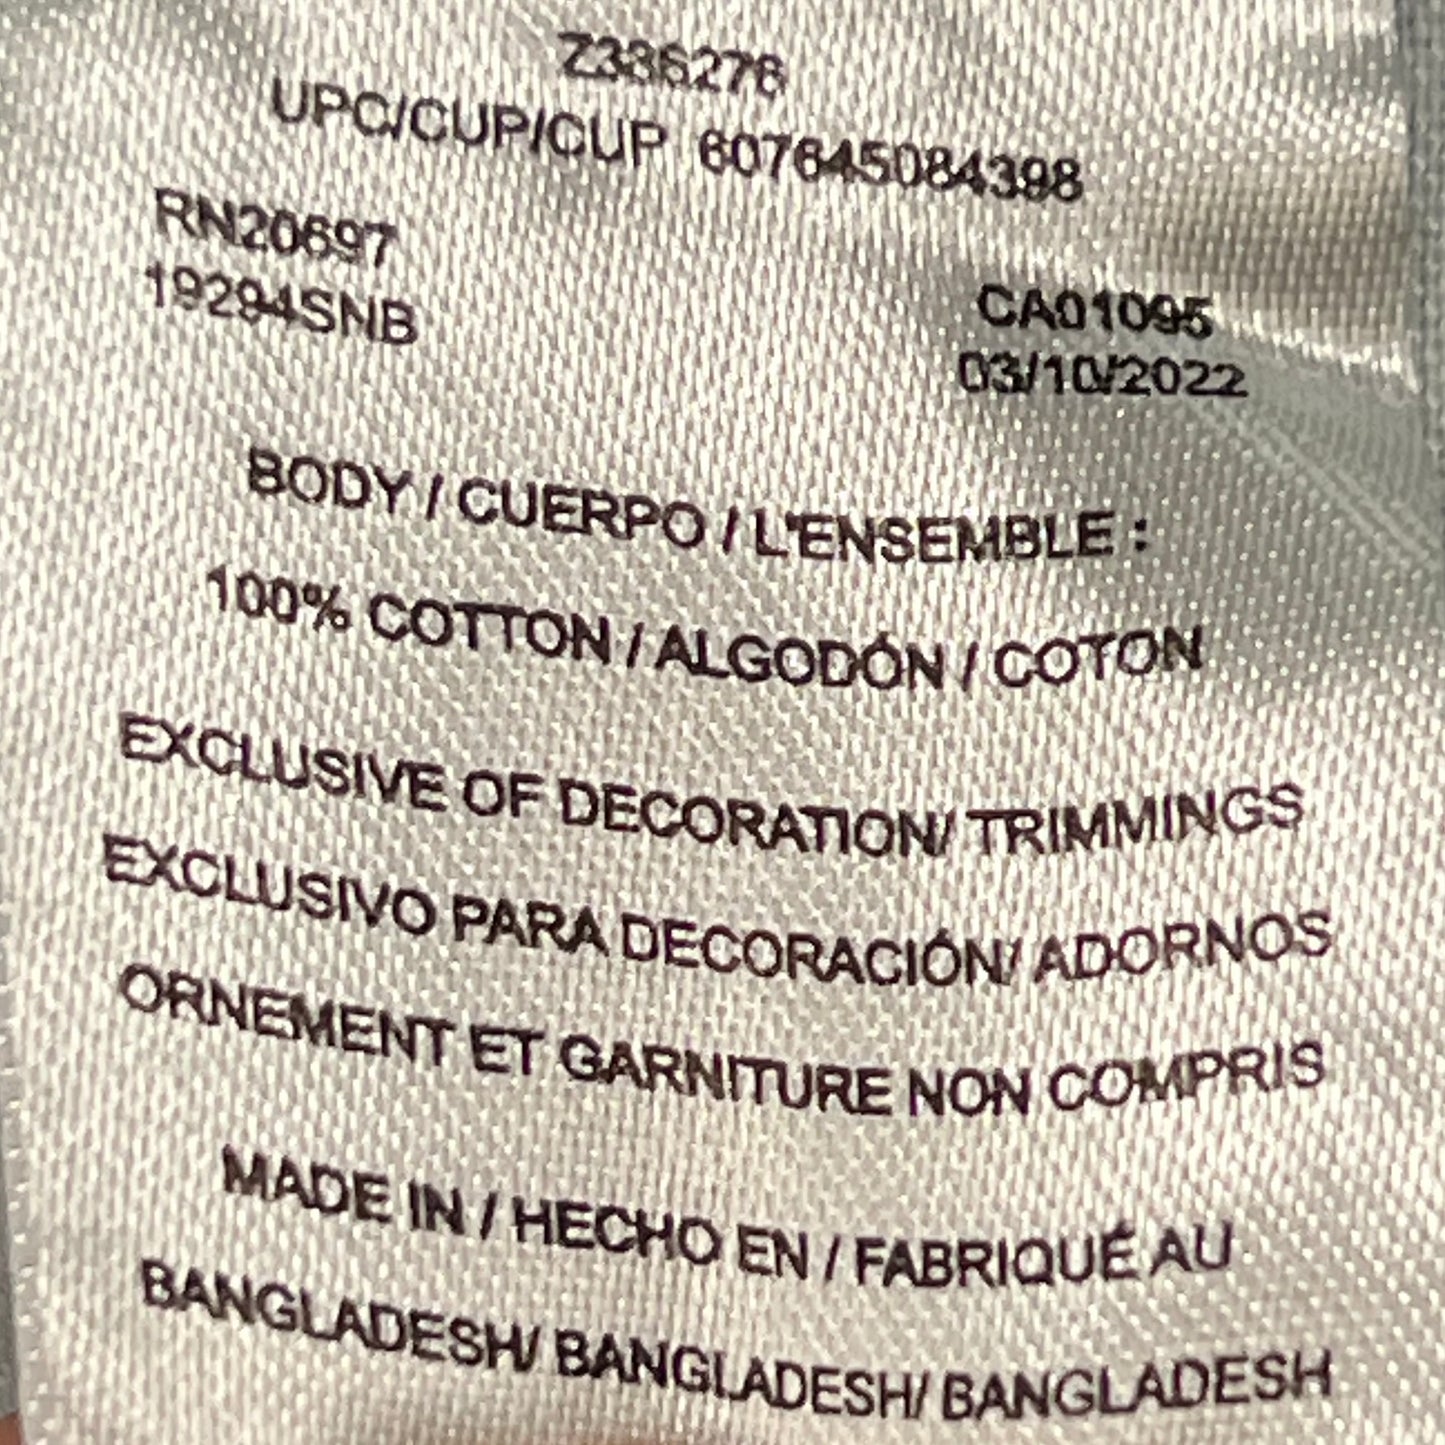 Z336276
UPC/CUP/CUP 607645084398
RN20697
19294SNB
CA01095
03/10/2022
BODY / CUERPO / L'ENSEMBLE :
100% COTTON / ALGODÓN / COTON
EXCLUSIVE OF DECORATION/ TRIMMINGS
EXCLUSIVO PARA DECORACIÓN/ ADORNOS
ORNEMENT ET GARNITURE NON COMPRIS
MADE IN / HECHO EN / FABRIQUÉ AU
BANGLADESH/ BANGLADESH/ BANGLADESH